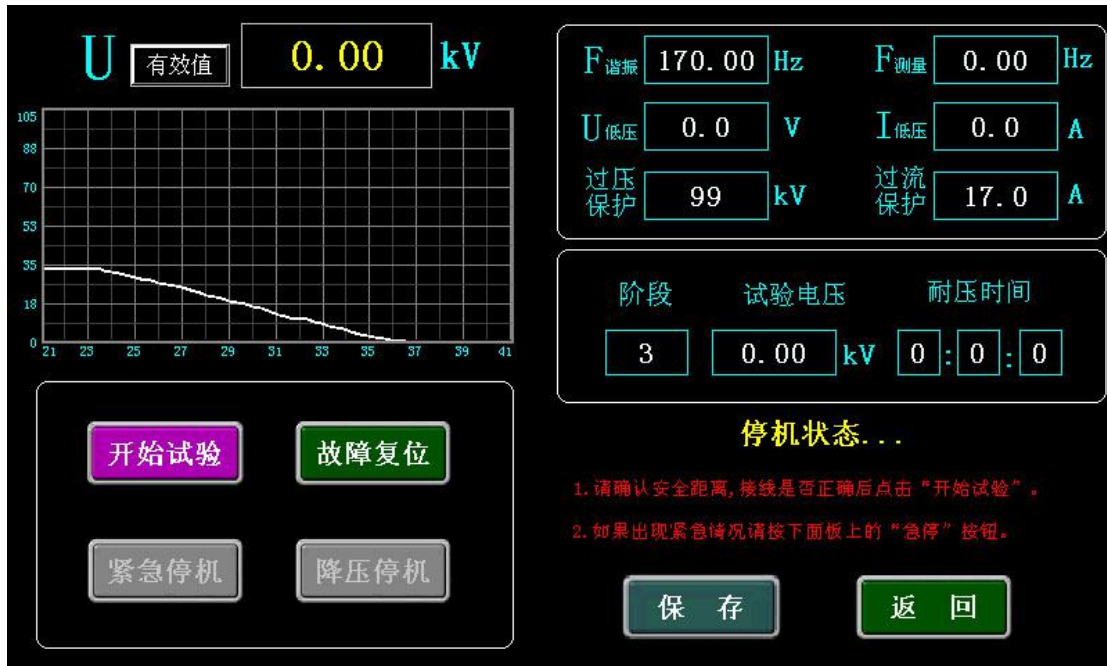 U 有效值 0.00 kV
105
88
70
53
35
18
0
21 23 25 27 29 31 33 35 37 39 41
开始试验 故障复位
紧急停机 降压停机
F谐振 170.00 Hz F测量 0.00 Hz
U低压 0.0 V I低压 0.0 A
过压保护 99 kV 过流保护 17.0 A
阶段 试验电压 耐压时间
3 0.00 kV 0 : 0 : 0
停机状态...
1.请确认安全距离,接线是否正确后点击“开始试验”。
2.如果出现紧急情况请按下面板上的“急停”按钮。
保 存 返 回